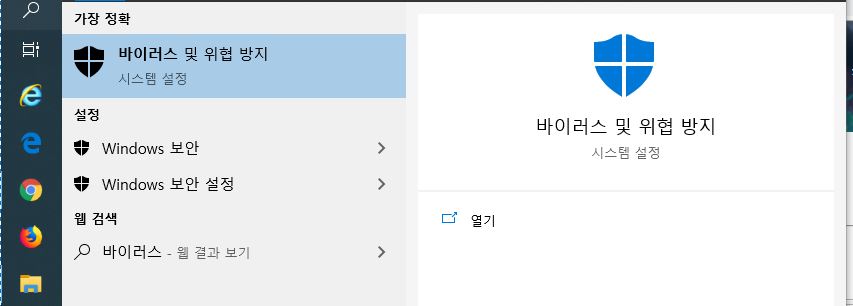 가장 정확
바이러스 및 위협 방지
시스템 설정
설정
Windows 보안
Windows 보안 설정
웹 검색
바이러스 - 웹 결과 보기
바이러스 및 위협 방지
시스템 설정
열기